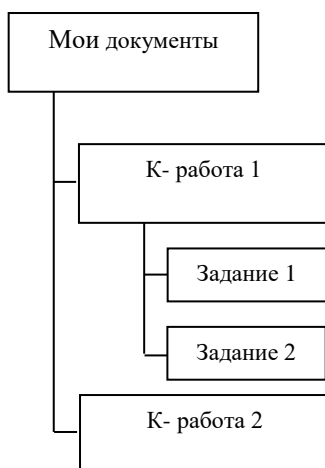 Мои документы
К- работа 1
Задание 1
Задание 2
К- работа 2